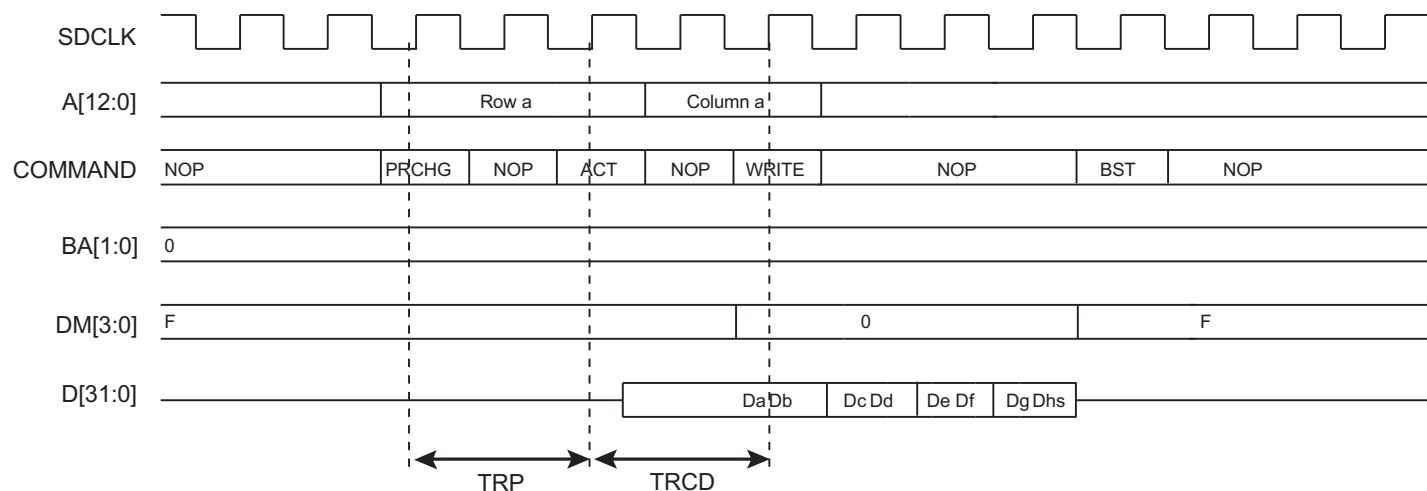 SDCLK
A[12:0] Row a Column a
COMMAND NOP PRCHG NOP ACT NOP WRITE NOP BST NOP
BA[1:0] 0
DM[3:0] F 0 F
D[31:0] Da Db Dc Dd De Df Dg Dhs
TRP TRCD